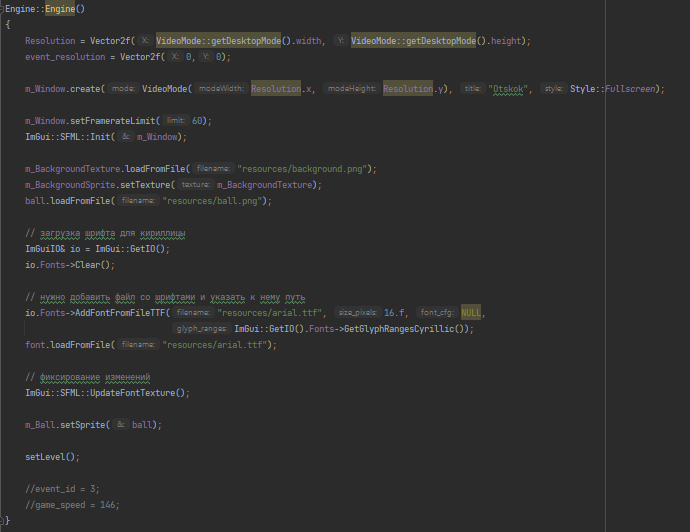 Engine::Engine()
{
Resolution = Vector2f( X: VideoMode::getDesktopMode().width, Y: VideoMode::getDesktopMode().height);
event_resolution = Vector2f( X: 0, Y: 0);
m_Window.create( mode: VideoMode( modeWidth: Resolution.x, modeHeight: Resolution.y), title: "Otskok", style: Style::Fullscreen);
m_Window.setFramerateLimit( limit: 60);
ImGui::SFML::Init( &: m_Window);
m_BackgroundTexture.loadFromFile( filename: "resources/background.png");
m_BackgroundSprite.setTexture( texture: m_BackgroundTexture);
ball.loadFromFile( filename: "resources/ball.png");
// загрузка шрифта для кириллицы
ImGuiIO& io = ImGui::GetIO();
io.Fonts->Clear();
// нужно добавить файл со шрифтами и указать к нему путь
io.Fonts->AddFontFromFileTTF( filename: "resources/arial.ttf", size_pixels: 16.f, font_cfg: NULL,
glyph_ranges: ImGui::GetIO().Fonts->GetGlyphRangesCyrillic());
font.loadFromFile( filename: "resources/arial.ttf");
// фиксирование изменений
ImGui::SFML::UpdateFontTexture();
m_Ball.setSprite( &: ball);
setLevel();
//event_id = 3;
//game_speed = 146;
}